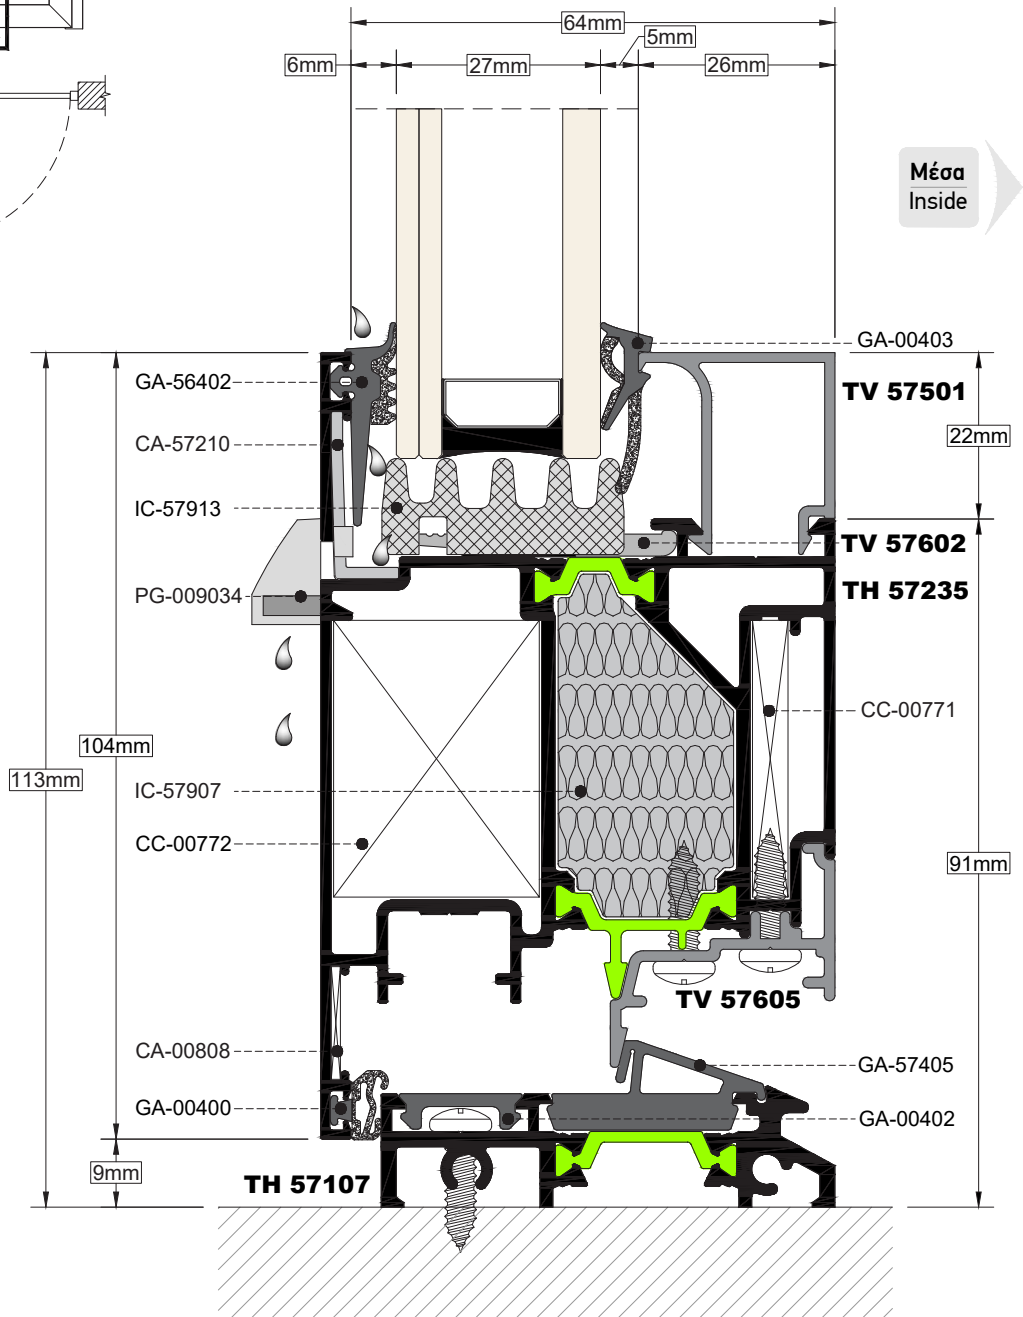 64mm
5mm
6mm
27mm
26mm
Μέσα
Inside
GA-00403
GA-56402
TV 57501
CA-57210
22mm
IC-57913
TV 57602
TH 57235
PG-009034
CC-00771
104mm
113mm
IC-57907
CC-00772
91mm
TV 57605
CA-00808
GA-57405
GA-00400
GA-00402
9mm
TH 57107